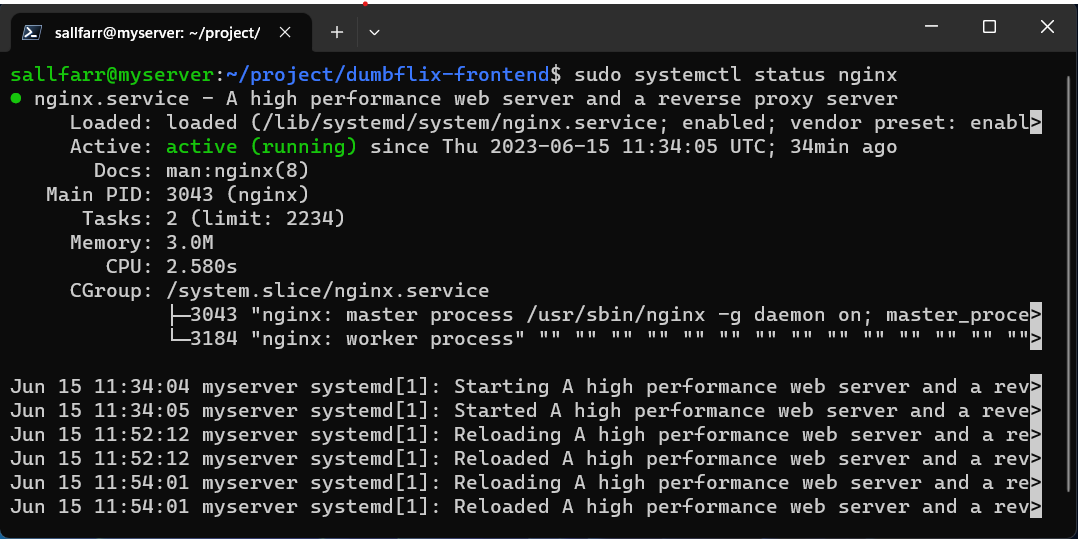 sallfarr@myserver: ~/project/
sallfarr@myserver:~/project/dumbflix-frontend$ sudo systemctl status nginx
● nginx.service - A high performance web server and a reverse proxy server
Loaded: loaded (/lib/systemd/system/nginx.service; enabled; vendor preset: enabl>
Active: active (running) since Thu 2023-06-15 11:34:05 UTC; 34min ago
Docs: man:nginx(8)
Main PID: 3043 (nginx)
Tasks: 2 (limit: 2234)
Memory: 3.0M
CPU: 2.580s
CGroup: /system.slice/nginx.service
├─3043 "nginx: master process /usr/sbin/nginx -g daemon on; master_proce>
└─3184 "nginx: worker process" "" "" "" "" "" "" "" "" "" "" "" "" "" "">
Jun 15 11:34:04 myserver systemd[1]: Starting A high performance web server and a rev>
Jun 15 11:34:05 myserver systemd[1]: Started A high performance web server and a reve>
Jun 15 11:52:12 myserver systemd[1]: Reloading A high performance web server and a re>
Jun 15 11:52:12 myserver systemd[1]: Reloaded A high performance web server and a rev>
Jun 15 11:54:01 myserver systemd[1]: Reloading A high performance web server and a re>
Jun 15 11:54:01 myserver systemd[1]: Reloaded A high performance web server and a rev>